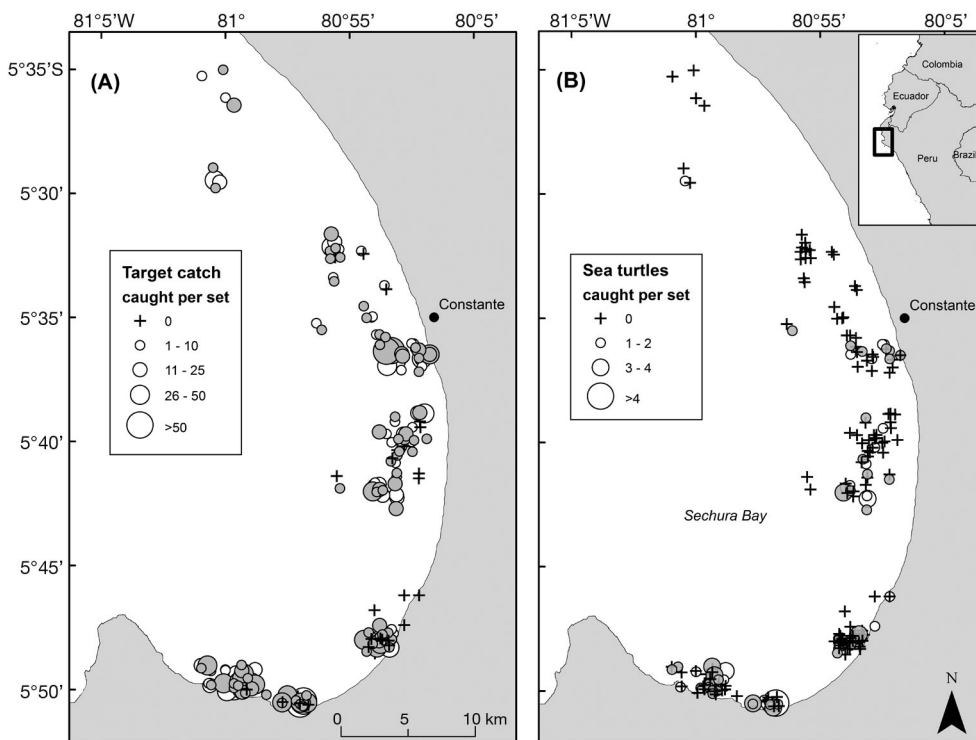 81°5'W 81° 80°55' 80°5' 81°5'W 81° 80°55' 80°5'
5°35'S
5°30'
5°35'
5°40'
5°45'
5°50'
(A)
Target catch
caught per set
+ 0
1 - 10
11 - 25
26 - 50
>50
Constante
0 5 10 km
(B)
Colombia
Ecuador
Peru
Brazil
Sea turtles
caught per set
+ 0
1 - 2
3 - 4
>4
Constante
Sechura Bay
N